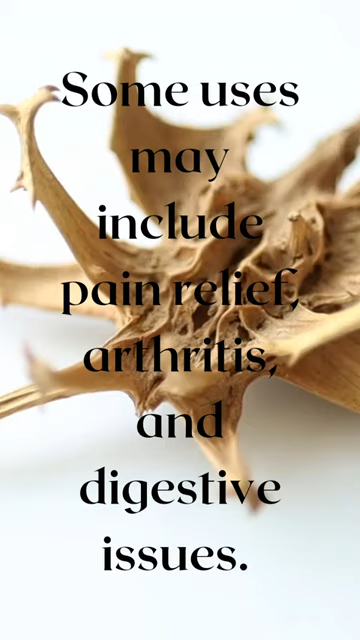 Some uses
may
include
pain relief,
arthritis,
and
digestive
issues.